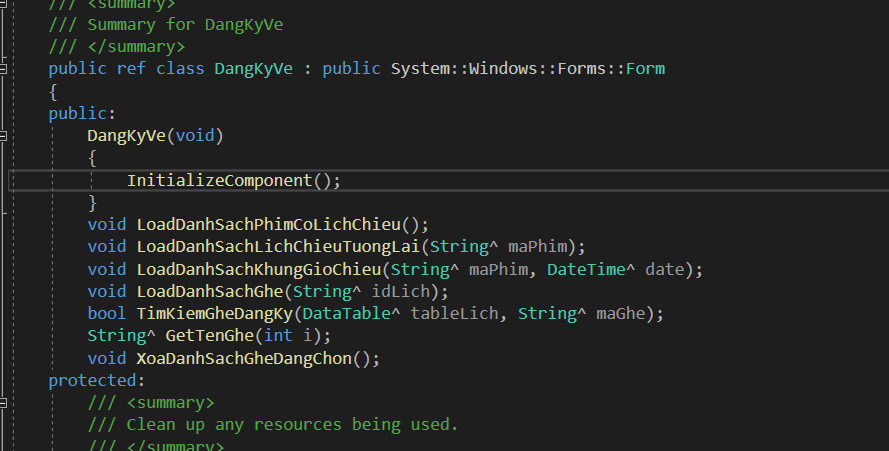 /// <summary>
/// Summary for DangKyVe
/// </summary>
public ref class DangKyVe : public System::Windows::Forms::Form
{
public:
DangKyVe(void)
{
InitializeComponent();
}
void LoadDanhSachPhimCoLichChieu();
void LoadDanhSachLichChieuTuongLai(String^ maPhim);
void LoadDanhSachKhungGioChieu(String^ maPhim, DateTime^ date);
void LoadDanhSachGhe(String^ idLich);
bool TimKiemGheDangKy(DataTable^ tableLich, String^ maGhe);
String^ GetTenGhe(int i);
void XoaDanhSachGheDangChon();
protected:
/// <summary>
/// Clean up any resources being used.
/// </summary>